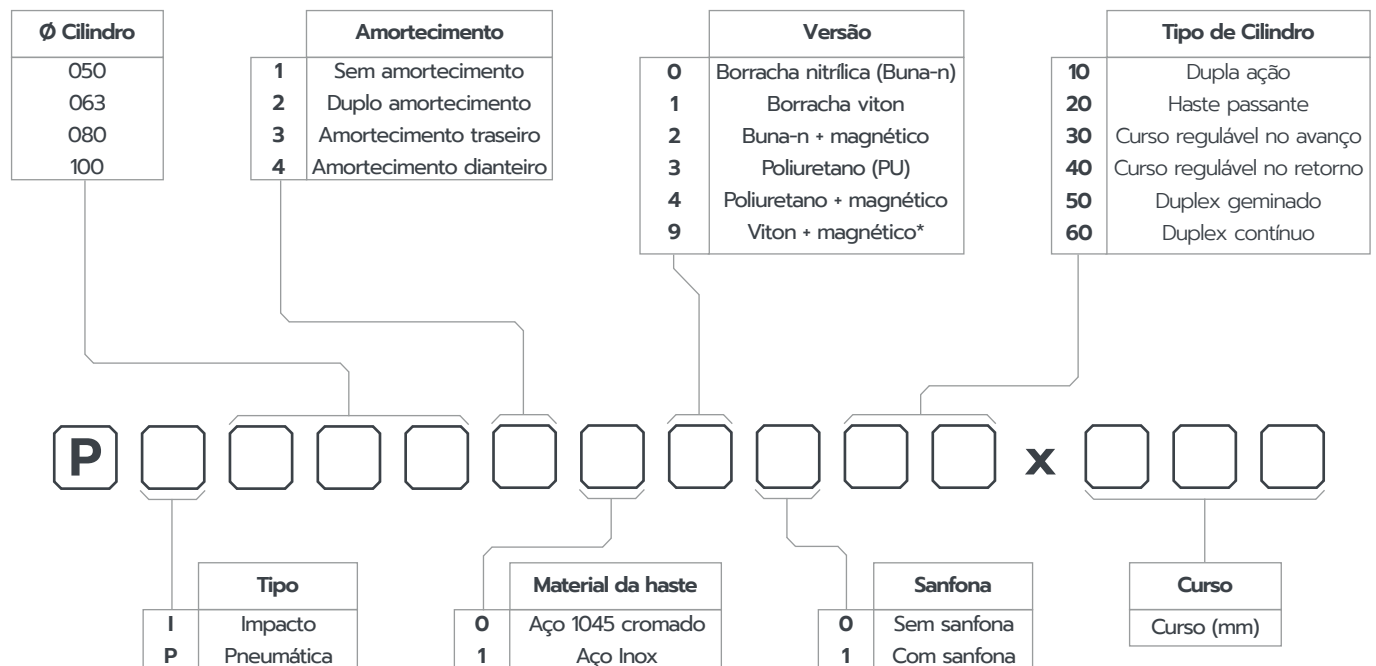 Ø Cilindro
050
063
080
100
Amortecimento
1 Sem amortecimento
2 Duplo amortecimento
3 Amortecimento traseiro
4 Amortecimento dianteiro
Versão
0 Borracha nitrílica (Buna-n)
1 Borracha viton
2 Buna-n + magnético
3 Poliuretano (PU)
4 Poliuretano + magnético
9 Viton + magnético*
Tipo de Cilindro
10 Dupla ação
20 Haste passante
30 Curso regulável no avanço
40 Curso regulável no retorno
50 Duplex geminado
60 Duplex contínuo
P x
Tipo
I Impacto
P Pneumática
Material da haste
0 Aço 1045 cromado
1 Aço Inox
Sanfona
0 Sem sanfona
1 Com sanfona
Curso
Curso (mm)